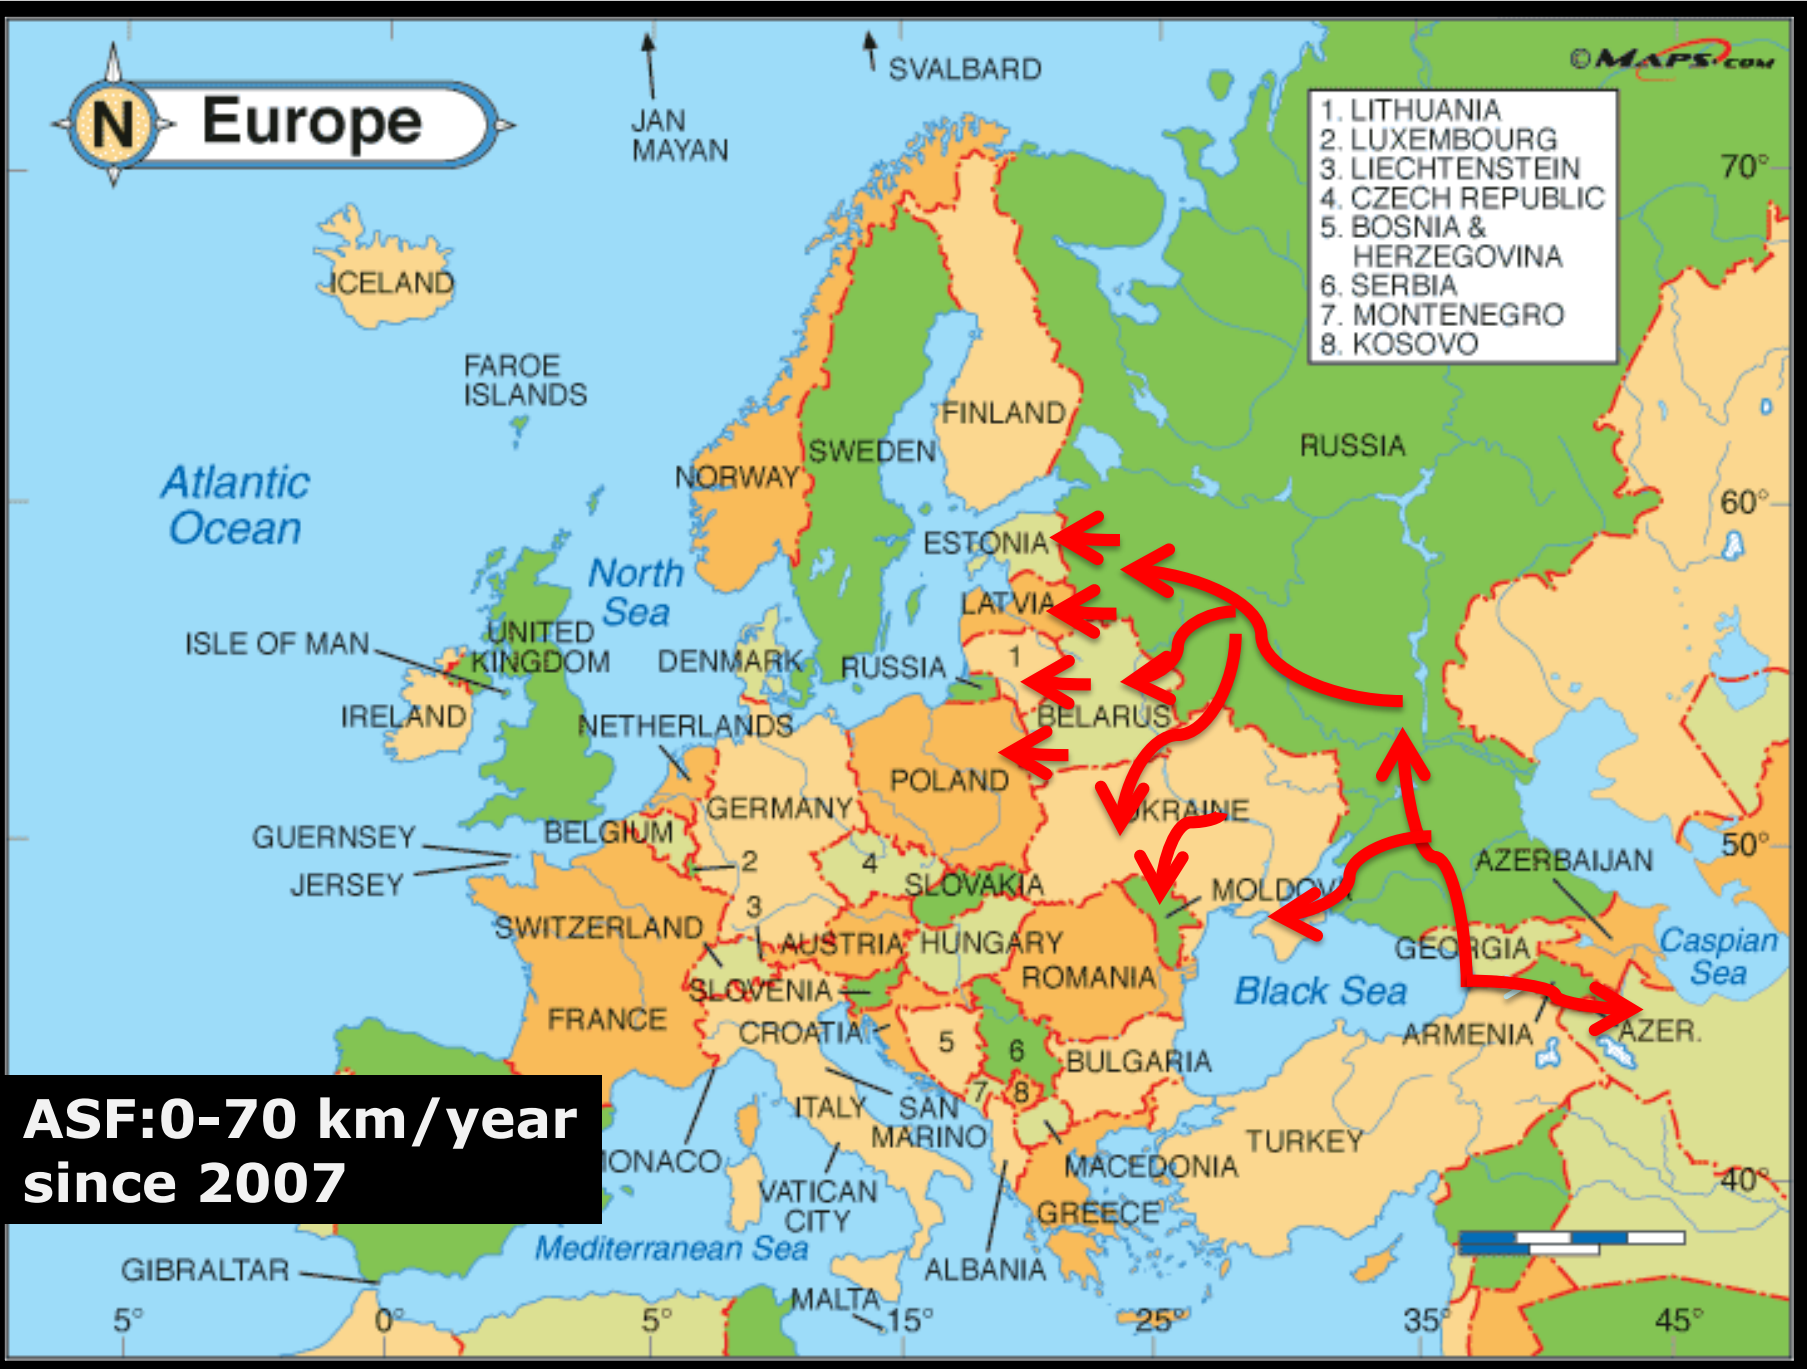 SVALBARD
©MAPS.COM
N Europe
JAN
MAYAN
1. LITHUANIA
2. LUXEMBOURG
3. LIECHTENSTEIN
4. CZECH REPUBLIC
5. BOSNIA &
HERZEGOVINA
6. SERBIA
7. MONTENEGRO
8. KOSOVO
70°
ICELAND
FAROE
ISLANDS
FINLAND
SWEDEN
RUSSIA
NORWAY
Atlantic
Ocean
60°
ESTONIA
North
Sea
LATVIA
ISLE OF MAN
UNITED
KINGDOM
DENMARK
RUSSIA
1
IRELAND
NETHERLANDS
BELARUS
POLAND
GERMANY
UKRAINE
GUERNSEY
BELGIUM
50°
JERSEY
2
4
SLOVAKIA
AZERBAIJAN
MOLDOVA
3
SWITZERLAND
AUSTRIA
HUNGARY
GEORGIA
Caspian
Sea
ROMANIA
SLOVENIA
Black Sea
FRANCE
CROATIA
5
6
ARMENIA
AZER.
BULGARIA
7
8
ASF:0-70 km/year
since 2007
ITALY
SAN
MARINO
TURKEY
MONACO
MACEDONIA
40°
VATICAN
CITY
GREECE
Mediterranean Sea
GIBRALTAR
ALBANIA
MALTA
5°
0°
5°
15°
25°
35°
45°